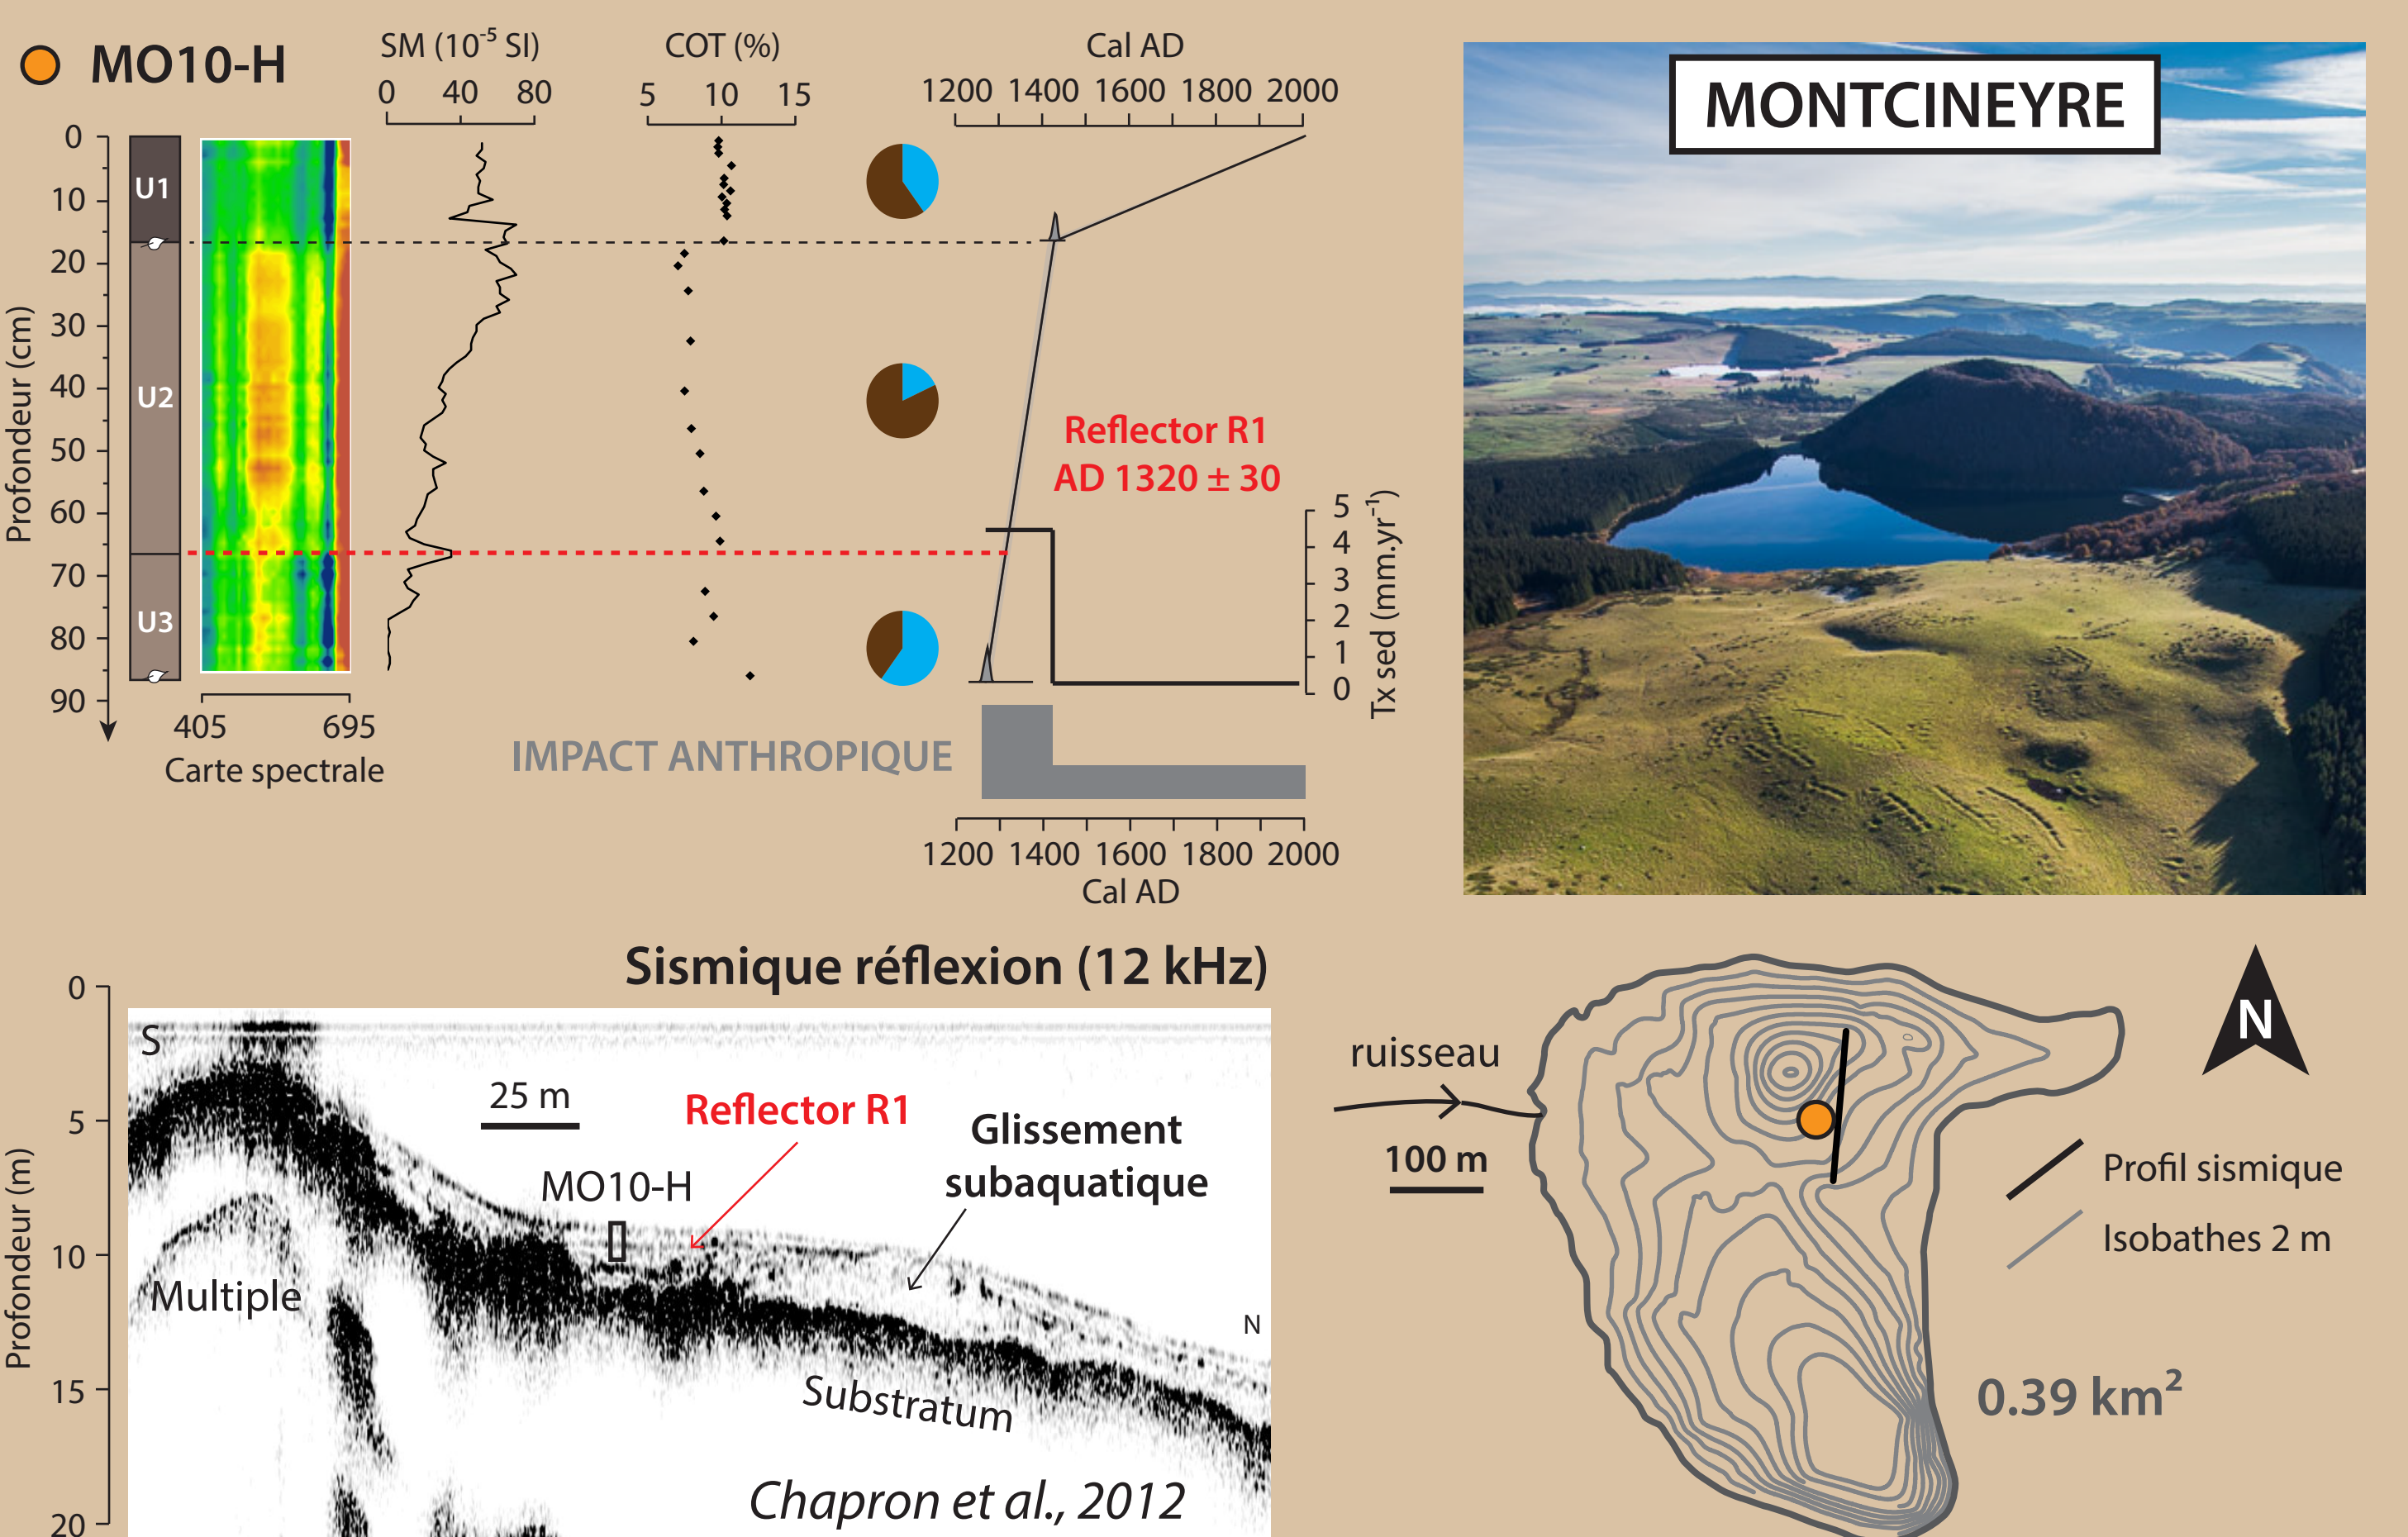 MO10-H
SM (10⁻⁵ SI)
0 40 80
COT (%)
5 10 15
Cal AD
1200 1400 1600 1800 2000
MONTCINEYRE
Profondeur (cm)
0
10
20
30
40
50
60
70
80
90
U1
U2
U3
405 695
Carte spectrale
Reflector R1
AD 1320 ± 30
5
4
3
2
1
0
Tx sed (mm.yr⁻¹)
IMPACT ANTHROPIQUE
1200 1400 1600 1800 2000
Cal AD
Sismique réflexion (12 kHz)
Profondeur (m)
0
5
10
15
20
S
25 m
Reflector R1
MO10-H
Glissement
subaquatique
Multiple
N
Substratum
Chapron et al., 2012
N
ruisseau
100 m
Profil sismique
Isobathes 2 m
0.39 km²